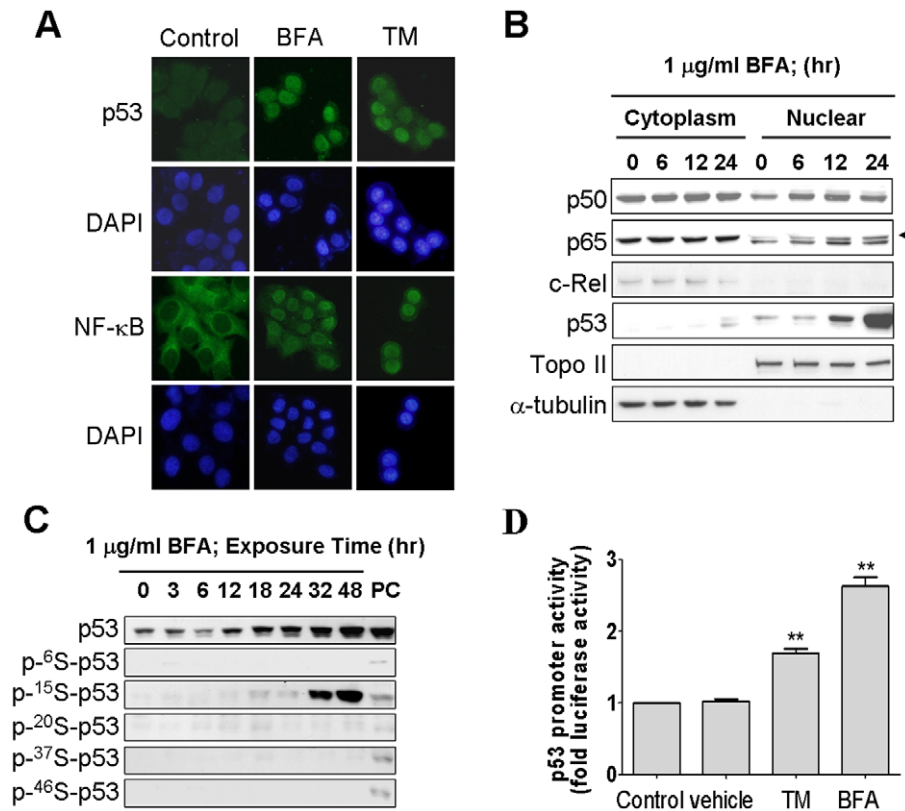 A
Control BFA TM
p53
DAPI
NF-κB
DAPI
B
1 μg/ml BFA; (hr)
Cytoplasm Nuclear
0 6 12 24 0 6 12 24
p50
p65
c-Rel
p53
Topo II
α-tubulin
C
1 μg/ml BFA; Exposure Time (hr)
0 3 6 12 18 24 32 48 PC
p53
p-⁶S-p53
p-¹⁵S-p53
p-²⁰S-p53
p-³⁷S-p53
p-⁴⁶S-p53
D
p53 promoter activity
(fold luciferase activity)
3
2
1
0
**
**
Control vehicle TM BFA